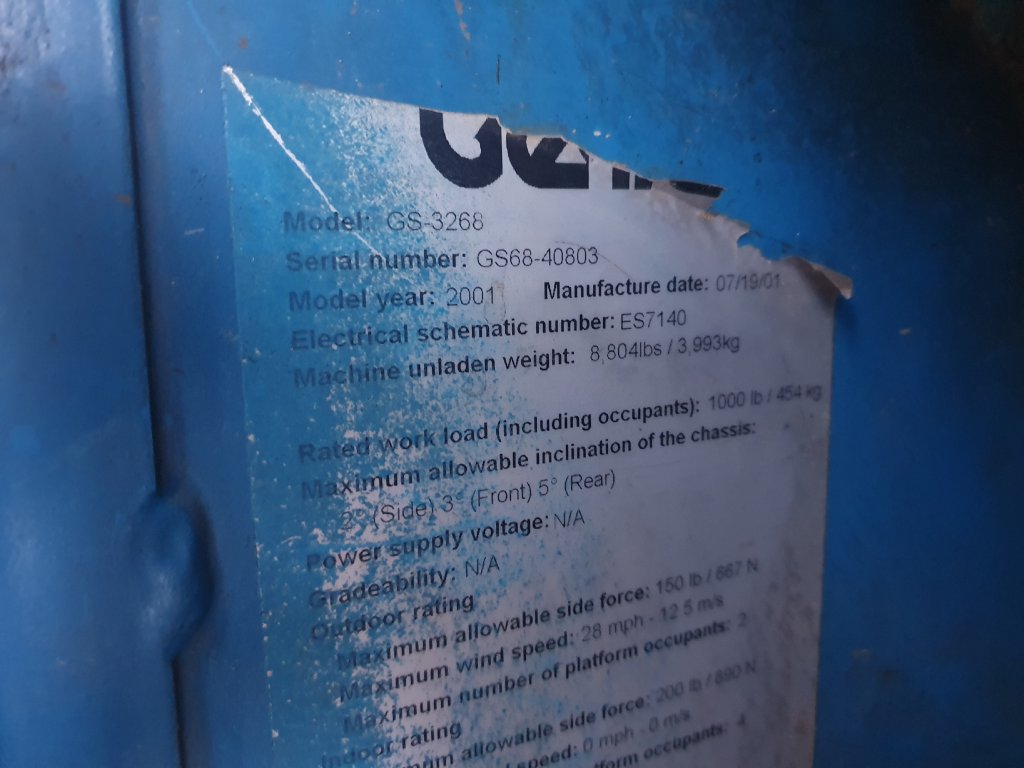 Genie
Model: GS-3268
Serial number: GS68-40803
Model year: 2001 Manufacture date: 07/19/01
Electrical schematic number: ES7140
Machine unladen weight: 8,804lbs / 3,993kg
Rated work load (including occupants): 1000 lb / 454 kg
Maximum allowable inclination of the chassis:
2° (Side) 3° (Front) 5° (Rear)
Power supply voltage: N/A
Gradeability: N/A
Outdoor rating
Maximum allowable side force: 150 lb / 667 N
Maximum wind speed: 28 mph - 12.5 m/s
Maximum number of platform occupants: 2
Indoor rating
allowable side force: 200 lb / 890 N
speed: 0 mph - 0 m/s
occupants: 4